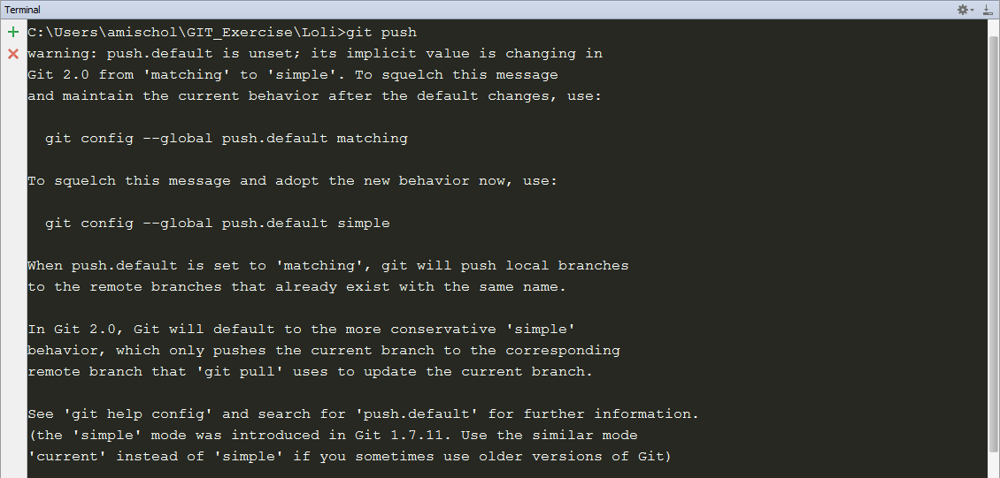 Terminal
C:\Users\amischol\GIT_Exercise\Loli>git push
warning: push.default is unset; its implicit value is changing in
Git 2.0 from 'matching' to 'simple'. To squelch this message
and maintain the current behavior after the default changes, use:
git config --global push.default matching
To squelch this message and adopt the new behavior now, use:
git config --global push.default simple
When push.default is set to 'matching', git will push local branches
to the remote branches that already exist with the same name.
In Git 2.0, Git will default to the more conservative 'simple'
behavior, which only pushes the current branch to the corresponding
remote branch that 'git pull' uses to update the current branch.
See 'git help config' and search for 'push.default' for further information.
(the 'simple' mode was introduced in Git 1.7.11. Use the similar mode
'current' instead of 'simple' if you sometimes use older versions of Git)